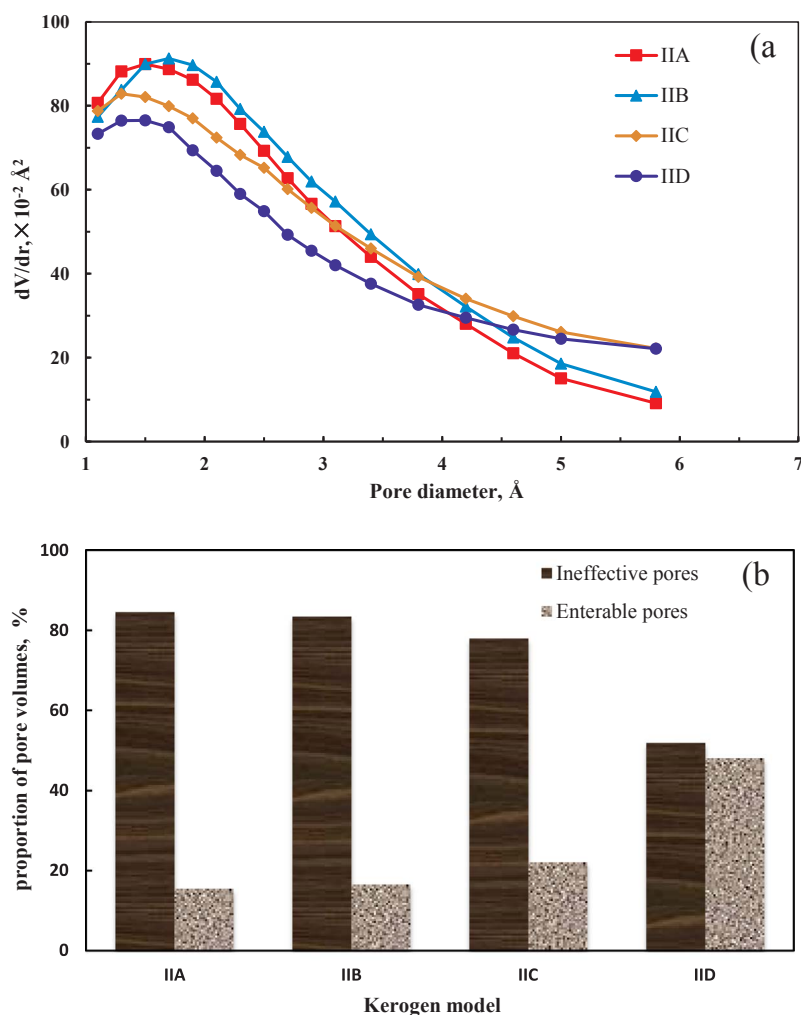 100
80
60
40
20
0
dV/dr,×10⁻² Å²
(a)
IIA
IIB
IIC
IID
1 2 3 4 5 6 7
Pore diameter, Å
100
80
60
40
20
0
proportion of pore volumes, %
Ineffective pores
Enterable pores
(b
IIA IIB IIC IID
Kerogen model